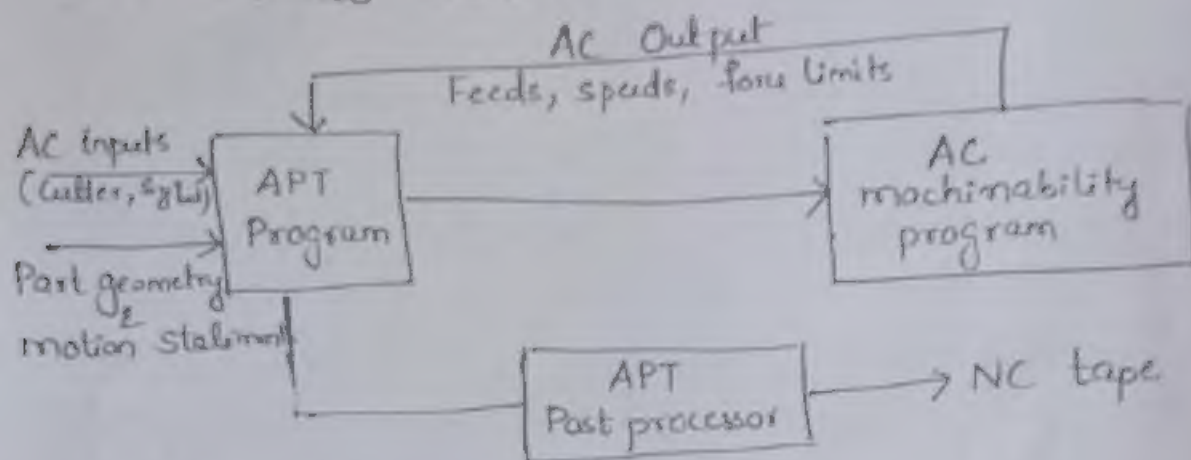 AC Output
Feeds, speeds, force limits
AC inputs
(Cutter,
APT
Program
AC
machinability
program
Part geometry
&
motion statement
APT
Post processor
NC tape